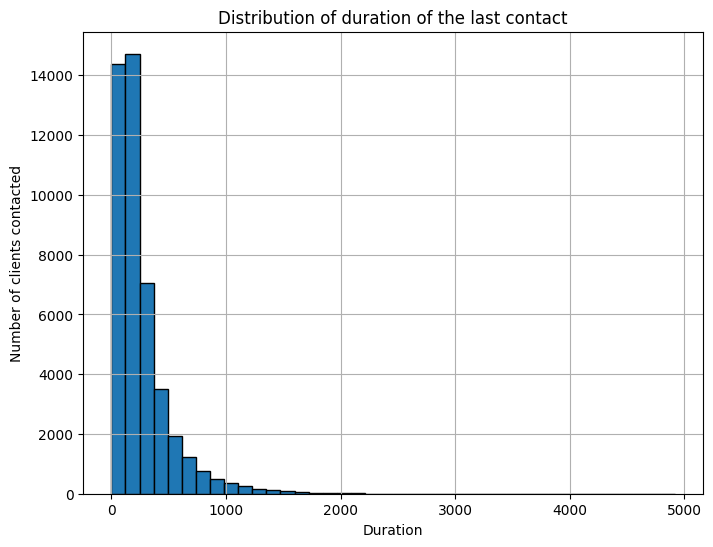 Distribution of duration of the last contact
14000
12000
10000
8000
6000
4000
2000
0
Number of clients contacted
0 1000 2000 3000 4000 5000
Duration